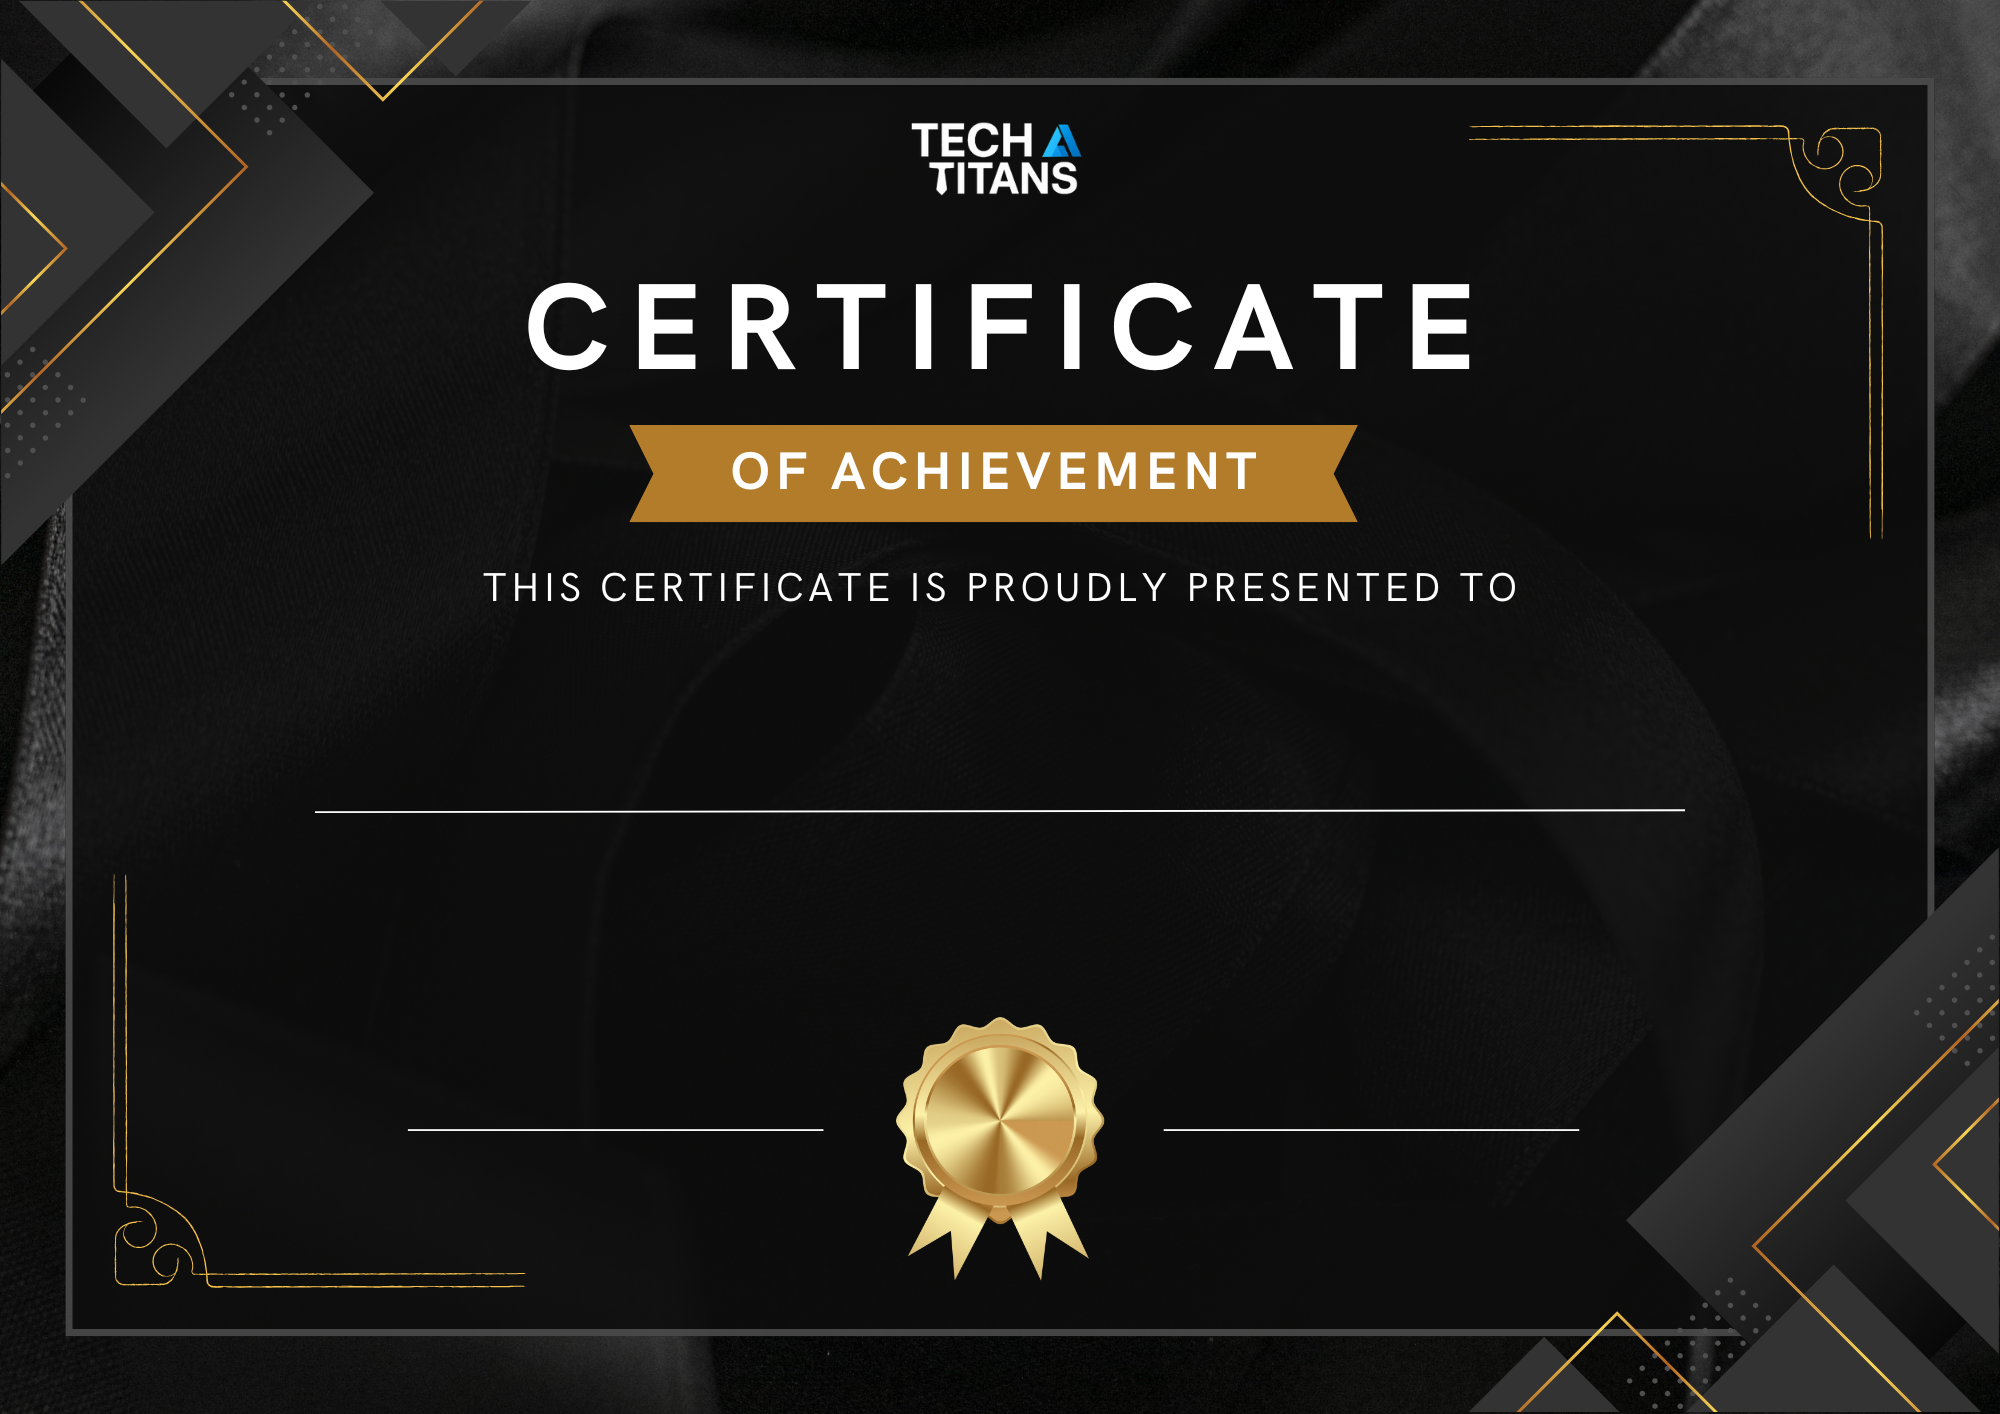 TECH
TITANS
CERTIFICATE
OF ACHIEVEMENT
THIS CERTIFICATE IS PROUDLY PRESENTED TO